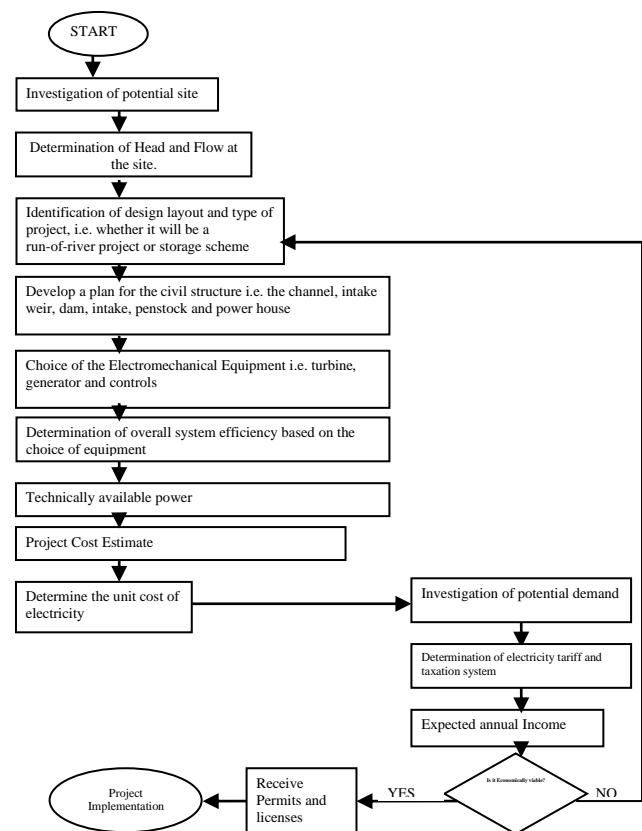 START
Investigation of potential site
Determination of Head and Flow at
the site.
Identification of design layout and type of
project, i.e. whether it will be a
run-of-river project or storage scheme
Develop a plan for the civil structure i.e. the channel, intake
weir, dam, intake, penstock and power house
Choice of the Electromechanical Equipment i.e. turbine,
generator and controls
Determination of overall system efficiency based on the
choice of equipment
Technically available power
Project Cost Estimate
Determine the unit cost of
electricity
Investigation of potential demand
Determination of electricity tariff and
taxation system
Expected annual Income
Is it Economically viable?
YES
NO
Receive
Permits and
licenses
Project
Implementation